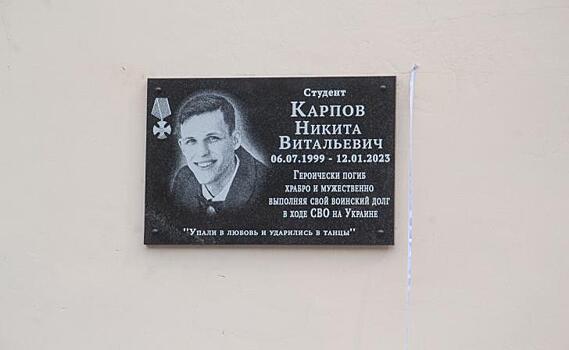 Студент
Карпов
Никита
Витальевич
06.07.1999 - 12.01.2023
Героически погиб
храбро и мужественно
выполняя свой воинский долг
в ходе СВО на Украине
"Упали в любовь и ударились в танцы"